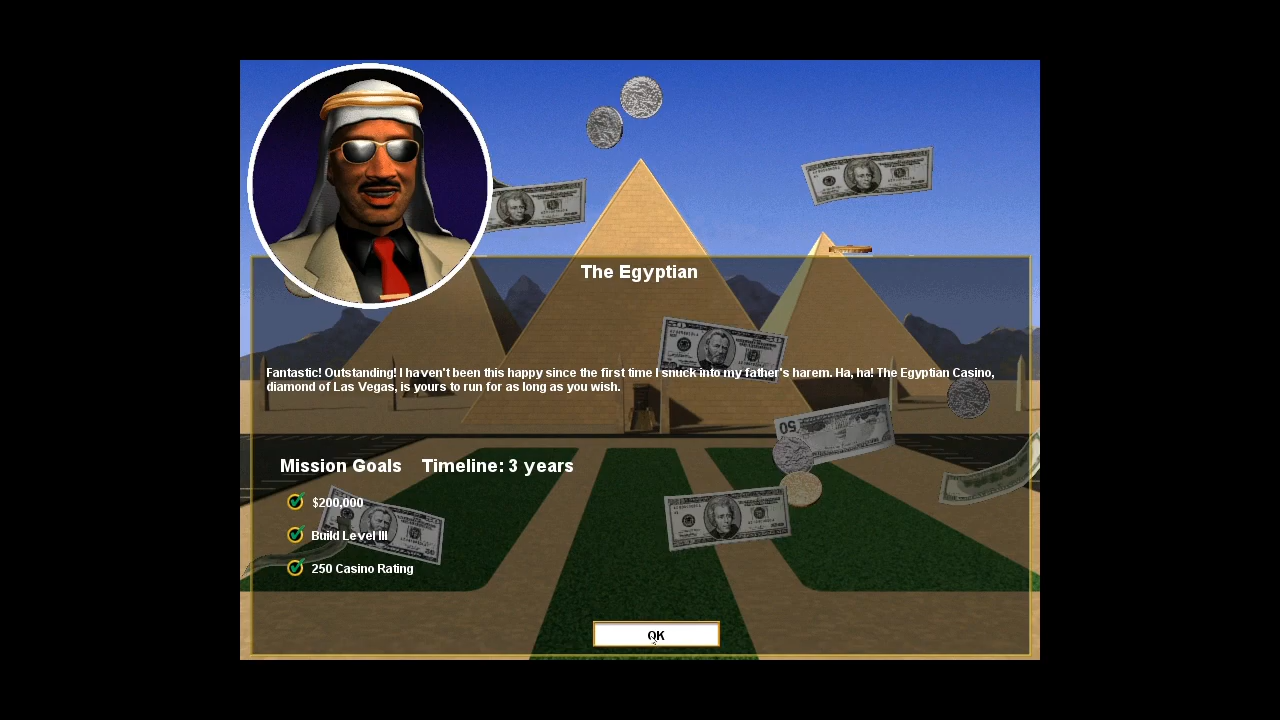 The Egyptian
Fantastic! Outstanding! I haven't been this happy since the first time I snuck into my father's harem. Ha, ha! The Egyptian Casino,
diamond of Las Vegas, is yours to run for as long as you wish.
Mission Goals Timeline: 3 years
$200,000
Build Level III
250 Casino Rating
OK